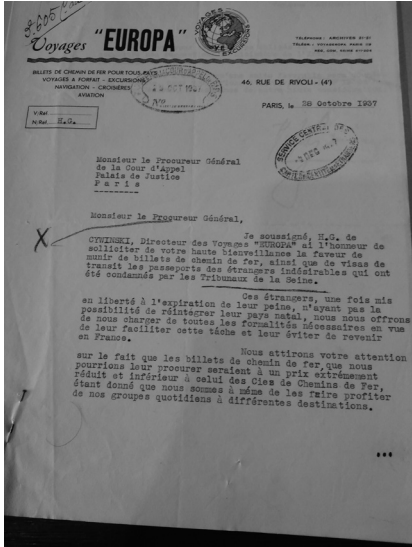 Voyages "EUROPA"
VOYAGES
EXCURSIONS
TÉLÉPHONE : ARCHIVES
BILLETS DE CHEMIN DE FER POUR TOUS PAYS
VOYAGES A FORFAIT - EXCURSIONS
NAVIGATION - CROISIÈRES
AVIATION
46, RUE DE RIVOLI - (4e)
PARIS, le 28 Octobre 1937
V/Réf.
N/Réf. H.G.
SERVICE CENTRAL
Monsieur le Procureur Général
de la Cour d'Appel
Palais de Justice
Paris
Monsieur le Procureur Général,
Je soussigné, H.G. de
CYWINSKI, Directeur des Voyages "EUROPA" ai l'honneur de
solliciter de votre haute bienveillance la faveur de
munir de billets de chemin de fer, ainsi que de visas de
transit les passeports des étrangers indésirables qui ont
été condamnés par les Tribunaux de la Seine.
Ces étrangers, une fois mis
en liberté à l'expiration de leur peine, n'ayant pas la
possibilité de réintégrer leur pays natal, nous nous offrons
de nous charger de toutes les formalités nécessaires en vue
de leur faciliter cette tâche et leur éviter de revenir
en France.
Nous attirons votre attention
sur le fait que les billets de chemin de fer que nous
pourrions leur procurer seraient à un prix extrêmement
réduit et inférieur à celui des Cies de Chemins de Fer,
étant donné que nous sommes à même de les faire profiter
de nos groupes quotidiens à différentes destinations.
...